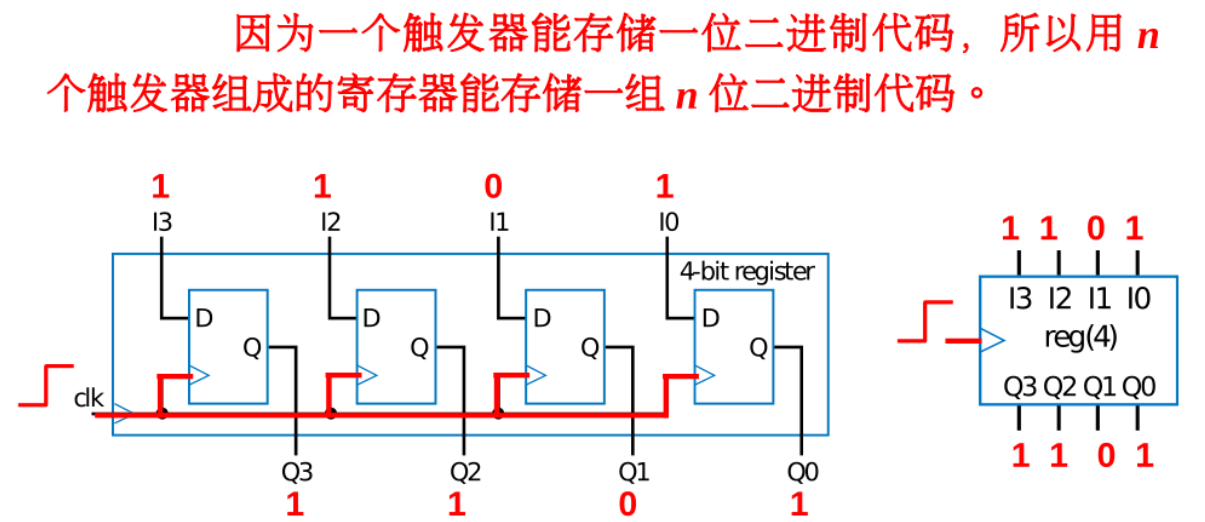 因为一个触发器能存储一位二进制代码，所以用 n
个触发器组成的寄存器能存储一组 n 位二进制代码。
1 1 0 1
I3 I2 I1 I0
4-bit register
D D D D
Q Q Q Q
clk
Q3 Q2 Q1 Q0
1 1 0 1
1 1 0 1
I3 I2 I1 I0
reg(4)
Q3 Q2 Q1 Q0
1 1 0 1